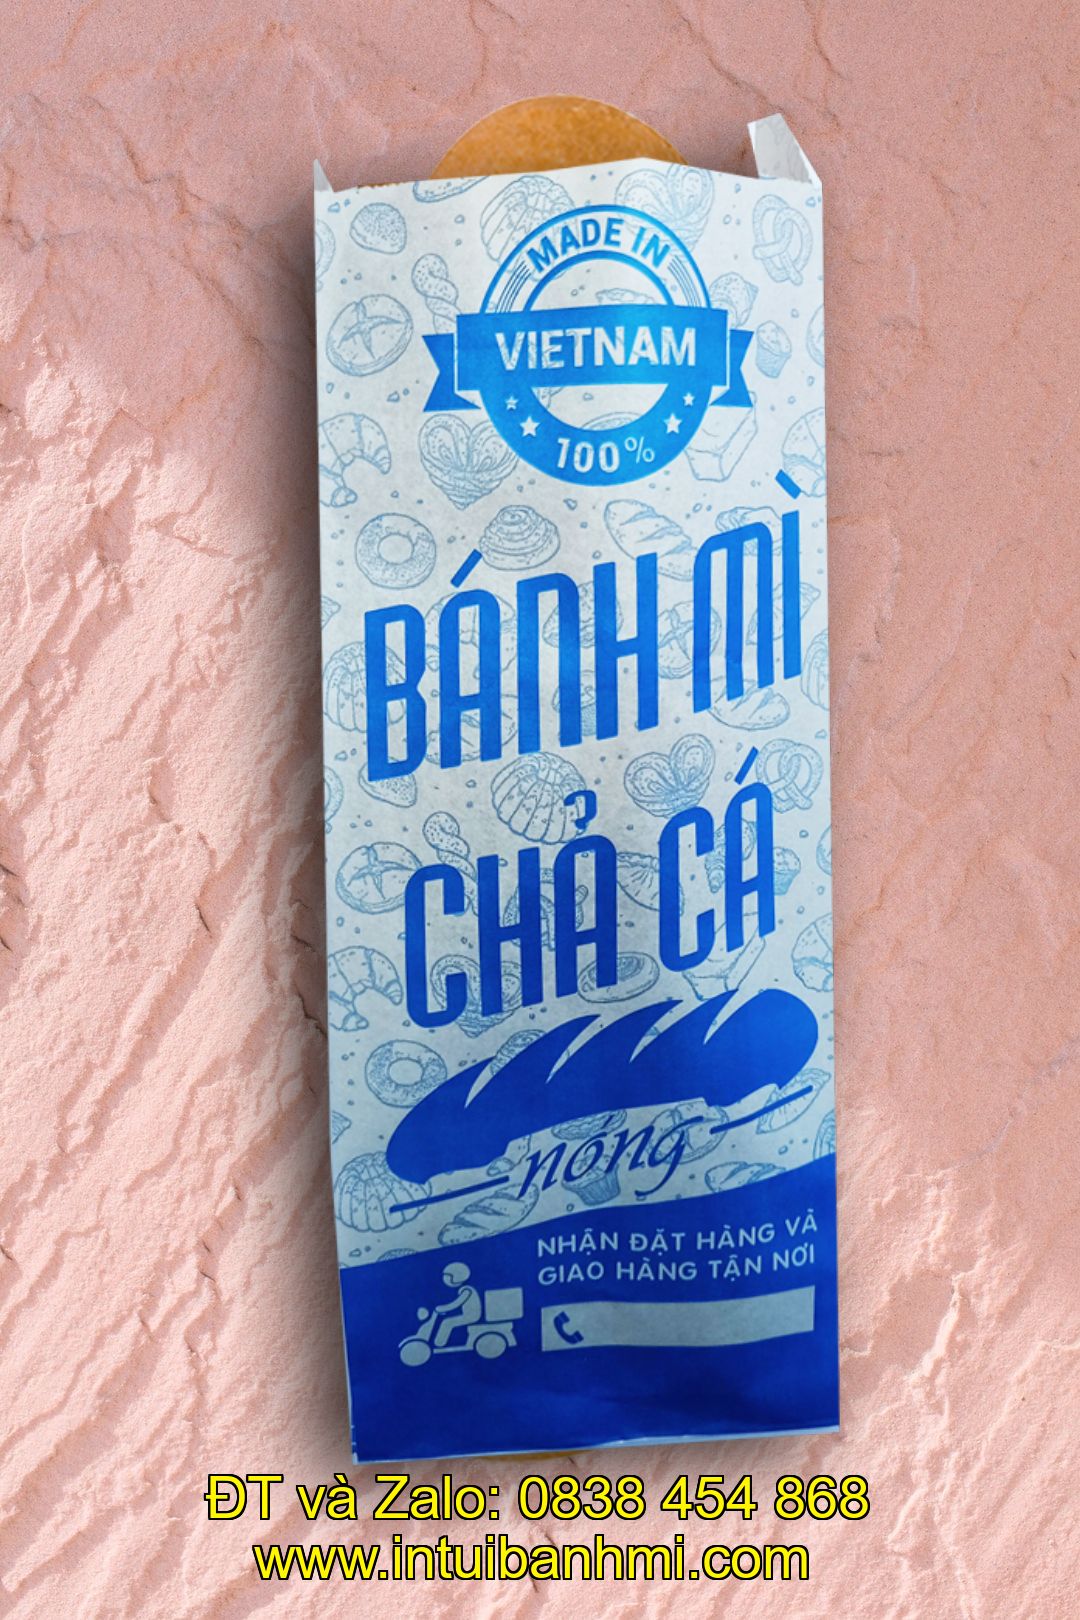 MADE IN
VIETNAM
100%
BÁNH MÌ
CHẢ CÁ
nóng
NHẬN ĐẶT HÀNG VÀ
GIAO HÀNG TẬN NƠI
ĐT và Zalo: 0838 454 868
www.intuibanhmi.com